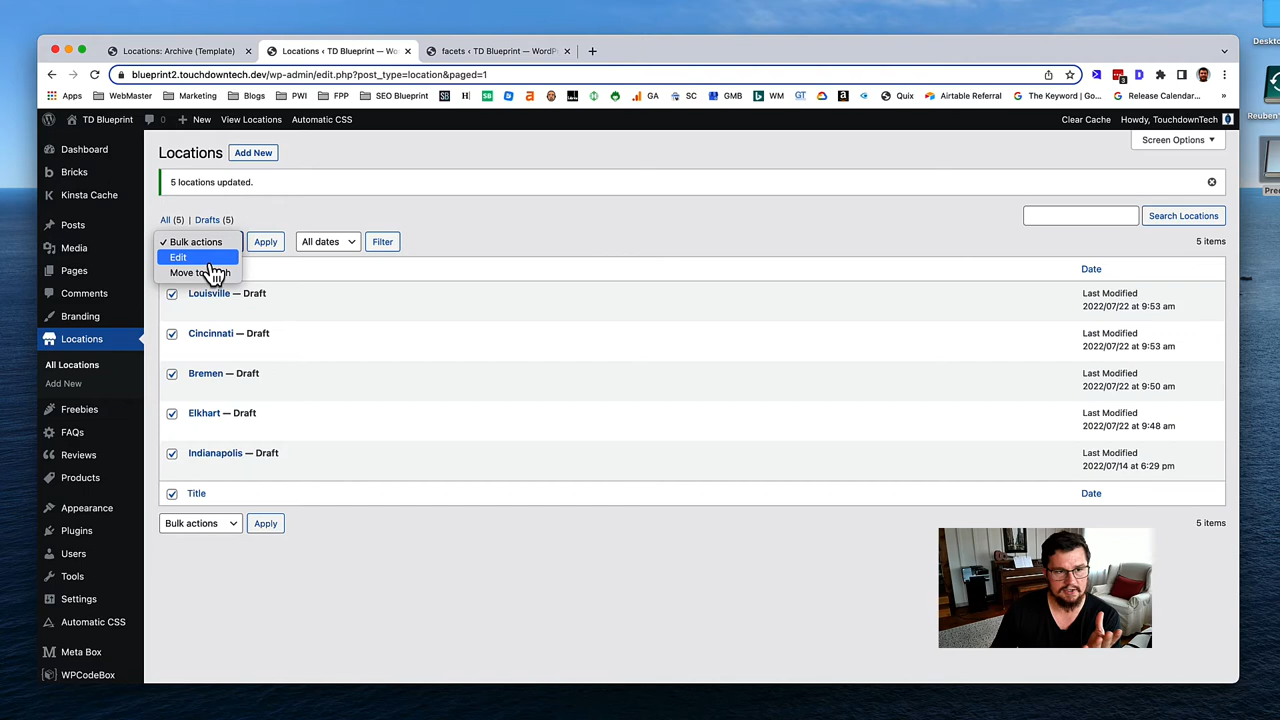 Locations: Archive (Template)
Locations ‹ TD Blueprint — Wo
facets ‹ TD Blueprint — WordP
Deskto
blueprint2.touchdowntech.dev/wp-admin/edit.php?post_type=location&paged=1
Apps WebMaster Marketing Blogs PWI FPP SEO Blueprint GA SC GMB WM Quix Airtable Referral The Keyword | Go... Release Calendar... »
Reuben'
TD Blueprint 0 New View Locations Automatic CSS Clear Cache Howdy, TouchdownTech
Dashboard
Bricks
Kinsta Cache
Posts
Media
Pages
Comments
Branding
Locations
All Locations
Add New
Freebies
FAQs
Reviews
Products
Appearance
Plugins
Users
Tools
Settings
Automatic CSS
Meta Box
WPCodeBox
Screen Options
Locations Add New
5 locations updated.
All (5) | Drafts (5)
Search Locations
✓ Bulk actions Apply All dates Filter 5 items
Edit
Move to
Date
Louisville — Draft
Last Modified
2022/07/22 at 9:53 am
Cincinnati — Draft
Last Modified
2022/07/22 at 9:53 am
Bremen — Draft
Last Modified
2022/07/22 at 9:50 am
Elkhart — Draft
Last Modified
2022/07/22 at 9:48 am
Indianapolis — Draft
Last Modified
2022/07/14 at 6:29 pm
Title Date
Bulk actions Apply 5 items